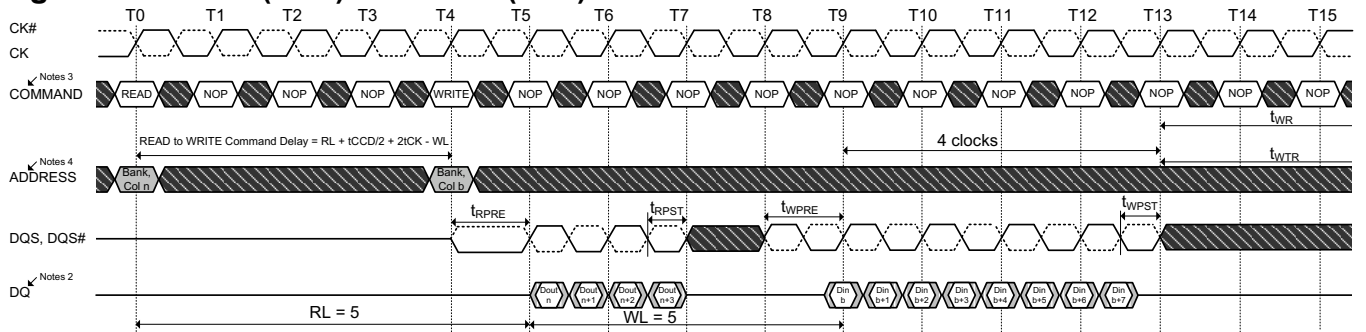 T0 T1 T2 T3 T4 T5 T6 T7 T8 T9 T10 T11 T12 T13 T14 T15
CK#
CK
Notes 3
COMMAND READ NOP NOP NOP WRITE NOP NOP NOP NOP NOP NOP NOP NOP NOP NOP NOP
tWR
READ to WRITE Command Delay = RL + tCCD/2 + 2tCK - WL
4 clocks
Notes 4
tWTR
ADDRESS Bank, Col n Bank, Col b
tRPRE tRPST tWPRE tWPST
DQS, DQS#
Notes 2
DQ Dout n Dout n+1 Dout n+2 Dout n+3 Din b Din b+1 Din b+2 Din b+3 Din b+4 Din b+5 Din b+6 Din b+7
RL = 5 WL = 5